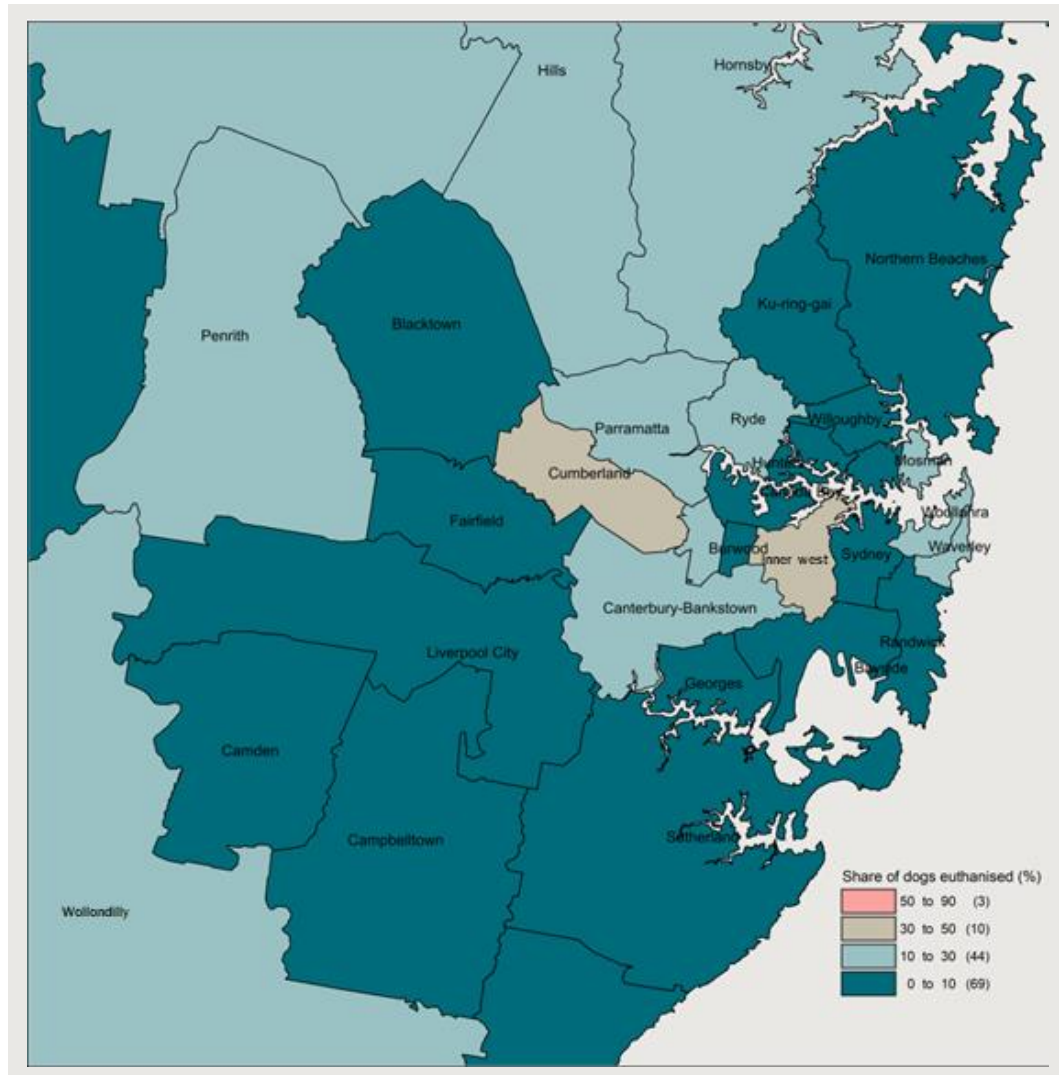 Hills
Hornsby
Northern Beaches
Ku-ring-gai
Blacktown
Penrith
Ryde
Willoughby
Parramatta
Mosman
Cumberland
Woollahra
Fairfield
Burwood
nner west
Sydney
Waverley
Canterbury-Bankstown
Randwick
Liverpool City
Georges
Camden
Campbelltown
Sutherland
Wollondilly
Share of dogs euthanised (%)
50 to 90 (3)
30 to 50 (10)
10 to 30 (44)
0 to 10 (69)